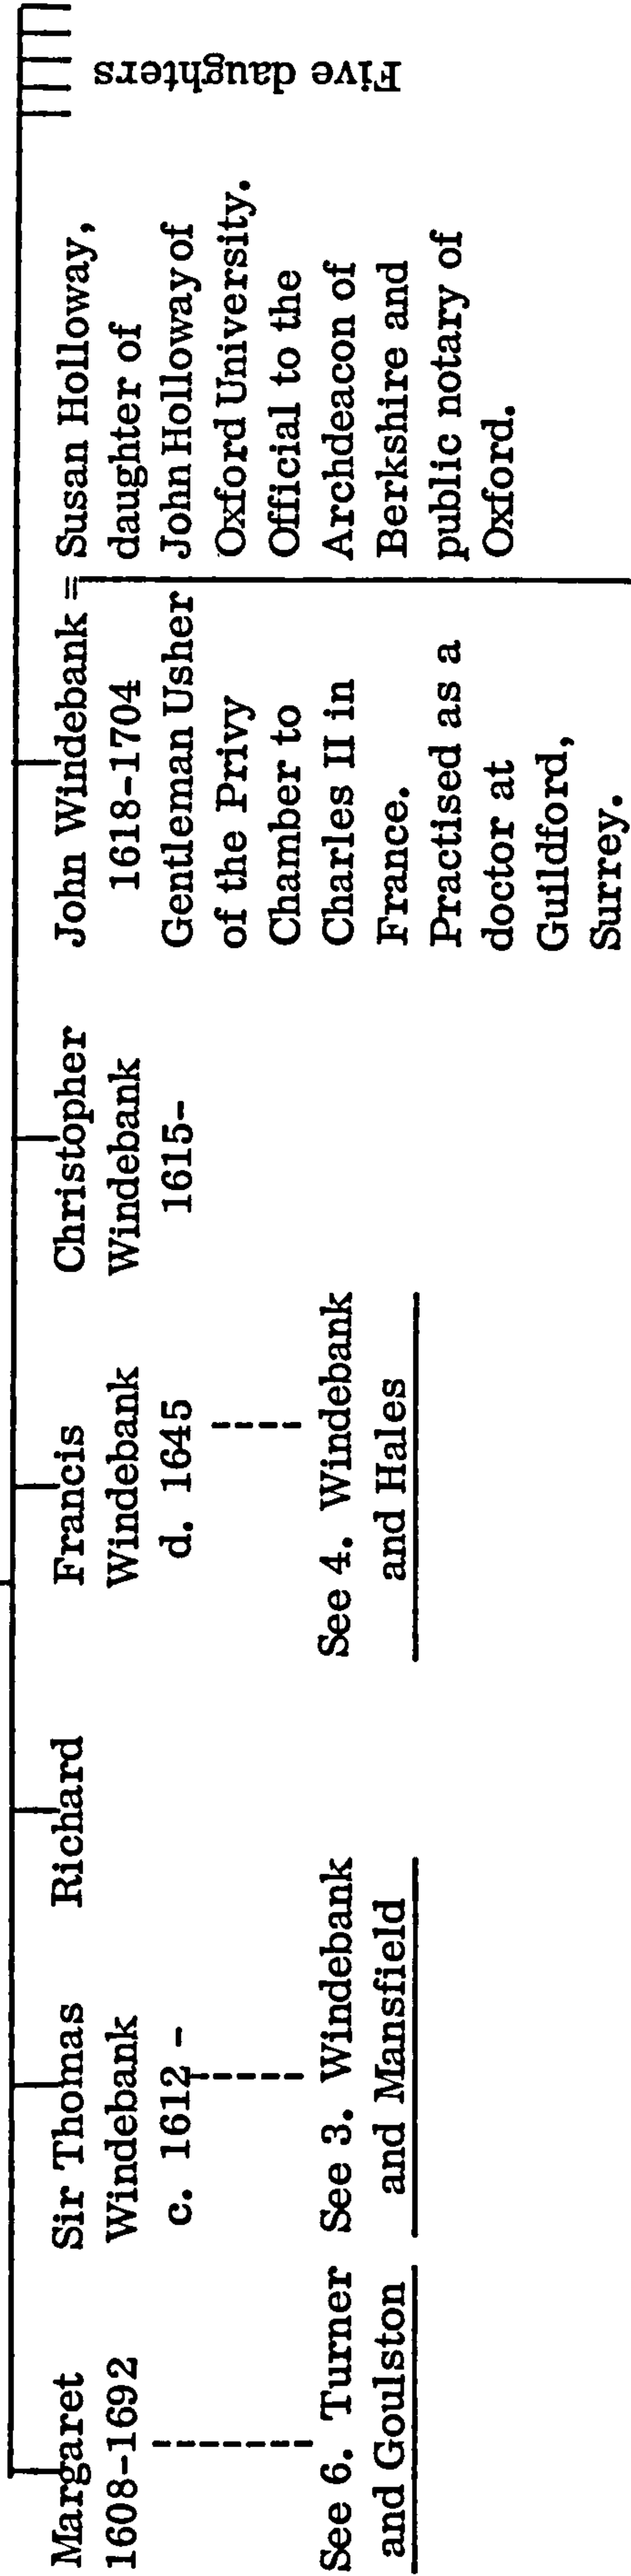 Margaret
1608-1692
See 6. Turner
and Goulston
Sir Thomas
Windebank
c. 1612 -
See 3. Windebank
and Mansfield
Richard
Francis
Windebank
d. 1645
See 4. Windebank
and Hales
Christopher
Windebank
1615-
John Windebank =
1618-1704
Gentleman Usher
of the Privy
Chamber to
Charles II in
France.
Practised as a
doctor at
Guildford,
Surrey.
Susan Holloway,
daughter of
John Holloway of
Oxford University.
Official to the
Archdeacon of
Berkshire and
public notary of
Oxford.
Five daughters